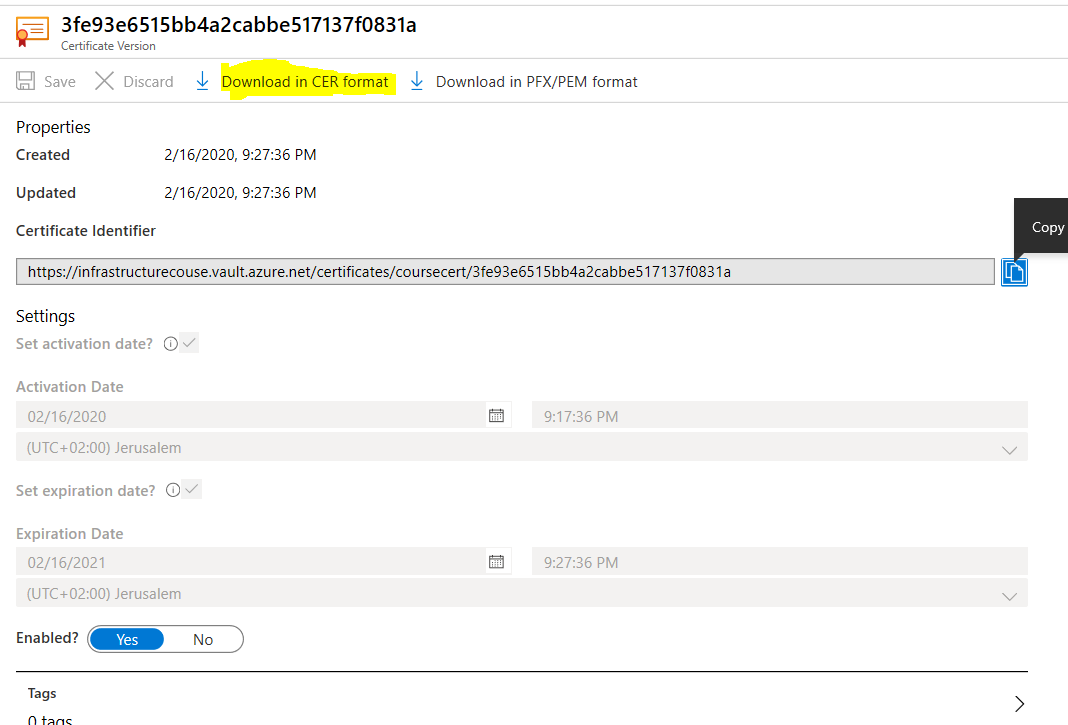 3fe93e6515bb4a2cabbe517137f0831a
Certificate Version
Save Discard Download in CER format Download in PFX/PEM format
Properties
Created 2/16/2020, 9:27:36 PM
Updated 2/16/2020, 9:27:36 PM
Certificate Identifier
Copy
https://infrastructurecouse.vault.azure.net/certificates/coursecert/3fe93e6515bb4a2cabbe517137f0831a
Settings
Set activation date?
Activation Date
02/16/2020 9:17:36 PM
(UTC+02:00) Jerusalem
Set expiration date?
Expiration Date
02/16/2021 9:27:36 PM
(UTC+02:00) Jerusalem
Enabled? Yes No
Tags
0 tags